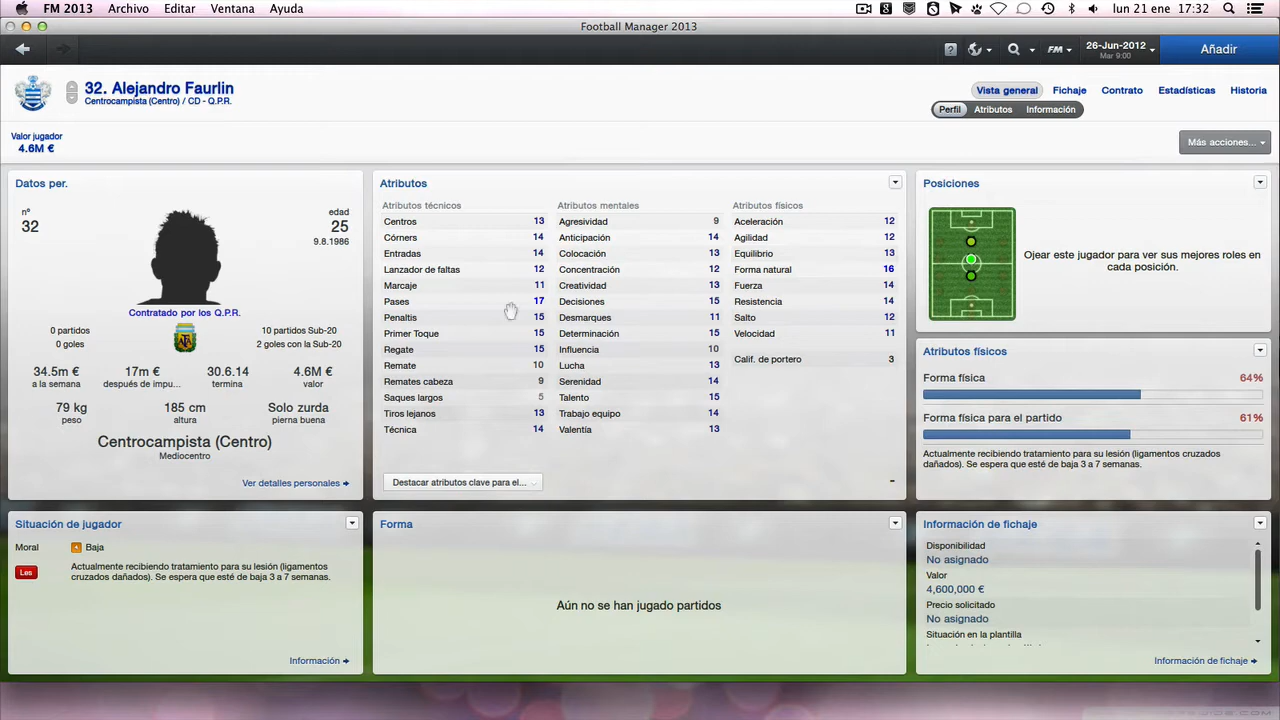 FM 2013 Archivo Editar Ventana Ayuda lun 21 ene 17:32
Football Manager 2013
FM 26-Jun-2012 Añadir
Mar 9:00
32. Alejandro Faurlin
Centrocampista (Centro) / CD - Q.P.R.
Vista general Fichaje Contrato Estadísticas Historia
Perfil Atributos Información
Valor jugador
4.6M €
Más acciones...
Datos per.
nº
32
edad
25
9.8.1986
Contratado por los Q.P.R.
0 partidos
0 goles
AFA
10 partidos Sub-20
2 goles con la Sub-20
34.5m € 17m € 30.6.14 4.6M €
a la semana después de impu... termina valor
79 kg 185 cm Solo zurda
peso altura pierna buena
Centrocampista (Centro)
Mediocentro
Ver detalles personales
Atributos
Atributos técnicos Atributos mentales Atributos físicos
Centros 13 Agresividad 9 Aceleración 12
Córners 14 Anticipación 14 Agilidad 12
Entradas 14 Colocación 13 Equilibrio 13
Lanzador de faltas 12 Concentración 12 Forma natural 16
Marcaje 11 Creatividad 13 Fuerza 14
Pases 17 Decisiones 15 Resistencia 14
Penaltis 15 Desmarques 11 Salto 12
Primer Toque 15 Determinación 15 Velocidad 11
Regate 15 Influencia 10
Calif. de portero 3
Remate 10 Lucha 13
Remates cabeza 9 Serenidad 14
Saques largos 5 Talento 15
Tiros lejanos 13 Trabajo equipo 14
Técnica 14 Valentía 13
Destacar atributos clave para el... -
Posiciones
Ojear este jugador para ver sus mejores roles en
cada posición.
Atributos físicos
Forma física 64%
Forma física para el partido 61%
Actualmente recibiendo tratamiento para su lesión (ligamentos cruzados
dañados). Se espera que esté de baja 3 a 7 semanas.
Situación de jugador
Moral Baja
Les Actualmente recibiendo tratamiento para su lesión (ligamentos
cruzados dañados). Se espera que esté de baja 3 a 7 semanas.
Información
Forma
Aún no se han jugado partidos
Información de fichaje
Disponibilidad
No asignado
Valor
4,600,000 €
Precio solicitado
No asignado
Situación en la plantilla
Información de fichaje